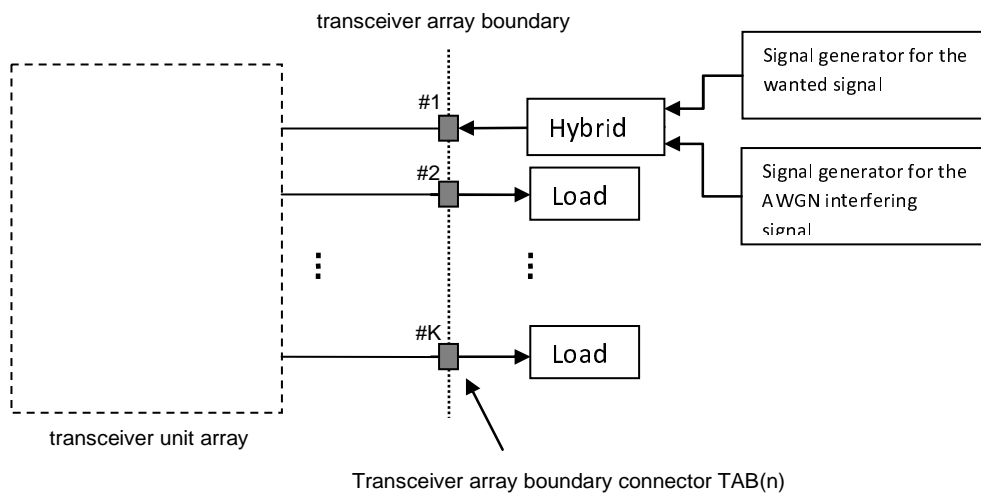 transceiver array boundary
Signal generator for the
wanted signal
#1
Hybrid
#2
Load
Signal generator for the
AWGN interfering
signal
#K
Load
transceiver unit array
Transceiver array boundary connector TAB(n)